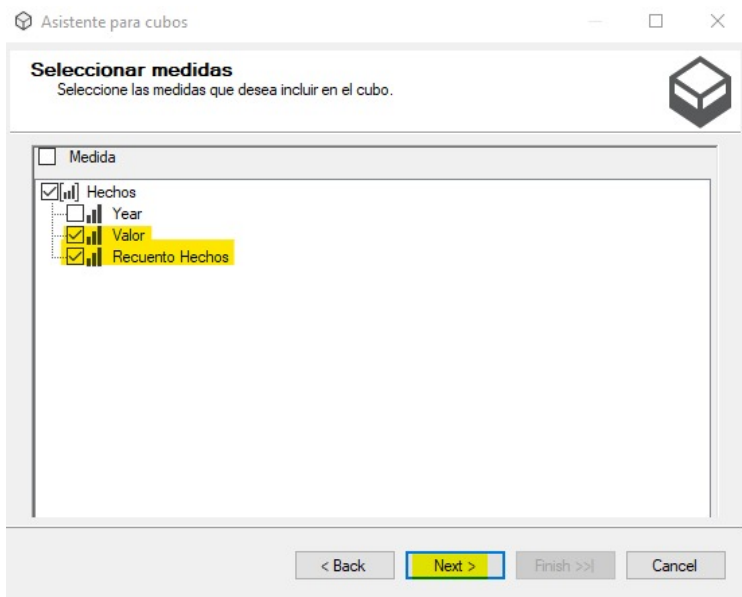 Asistente para cubos
Seleccionar medidas
Seleccione las medidas que desea incluir en el cubo.
Medida
Hechos
Year
Valor
Recuento Hechos
< Back Next > Finish >>| Cancel